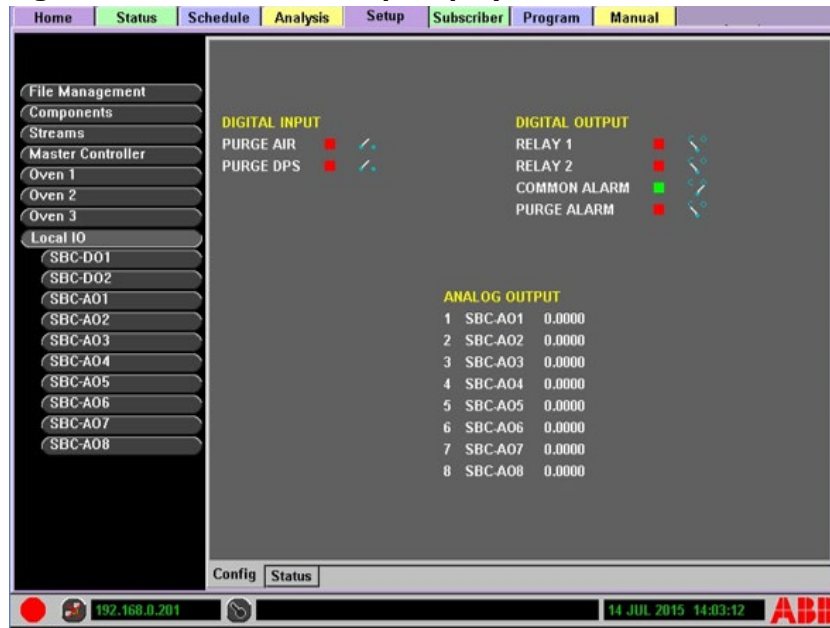 Home Status Schedule Analysis Setup Subscriber Program Manual
File Management
Components
Streams
Master Controller
Oven 1
Oven 2
Oven 3
Local IO
SBC-DO1
SBC-DO2
SBC-AO1
SBC-AO2
SBC-AO3
SBC-AO4
SBC-AO5
SBC-AO6
SBC-AO7
SBC-AO8
DIGITAL INPUT
PURGE AIR
PURGE DPS
DIGITAL OUTPUT
RELAY 1
RELAY 2
COMMON ALARM
PURGE ALARM
ANALOG OUTPUT
1 SBC-AO1 0.0000
2 SBC-AO2 0.0000
3 SBC-AO3 0.0000
4 SBC-AO4 0.0000
5 SBC-AO5 0.0000
6 SBC-AO6 0.0000
7 SBC-AO7 0.0000
8 SBC-AO8 0.0000
Config Status
192.168.0.201 14 JUL 2015 14:03:12 ABB